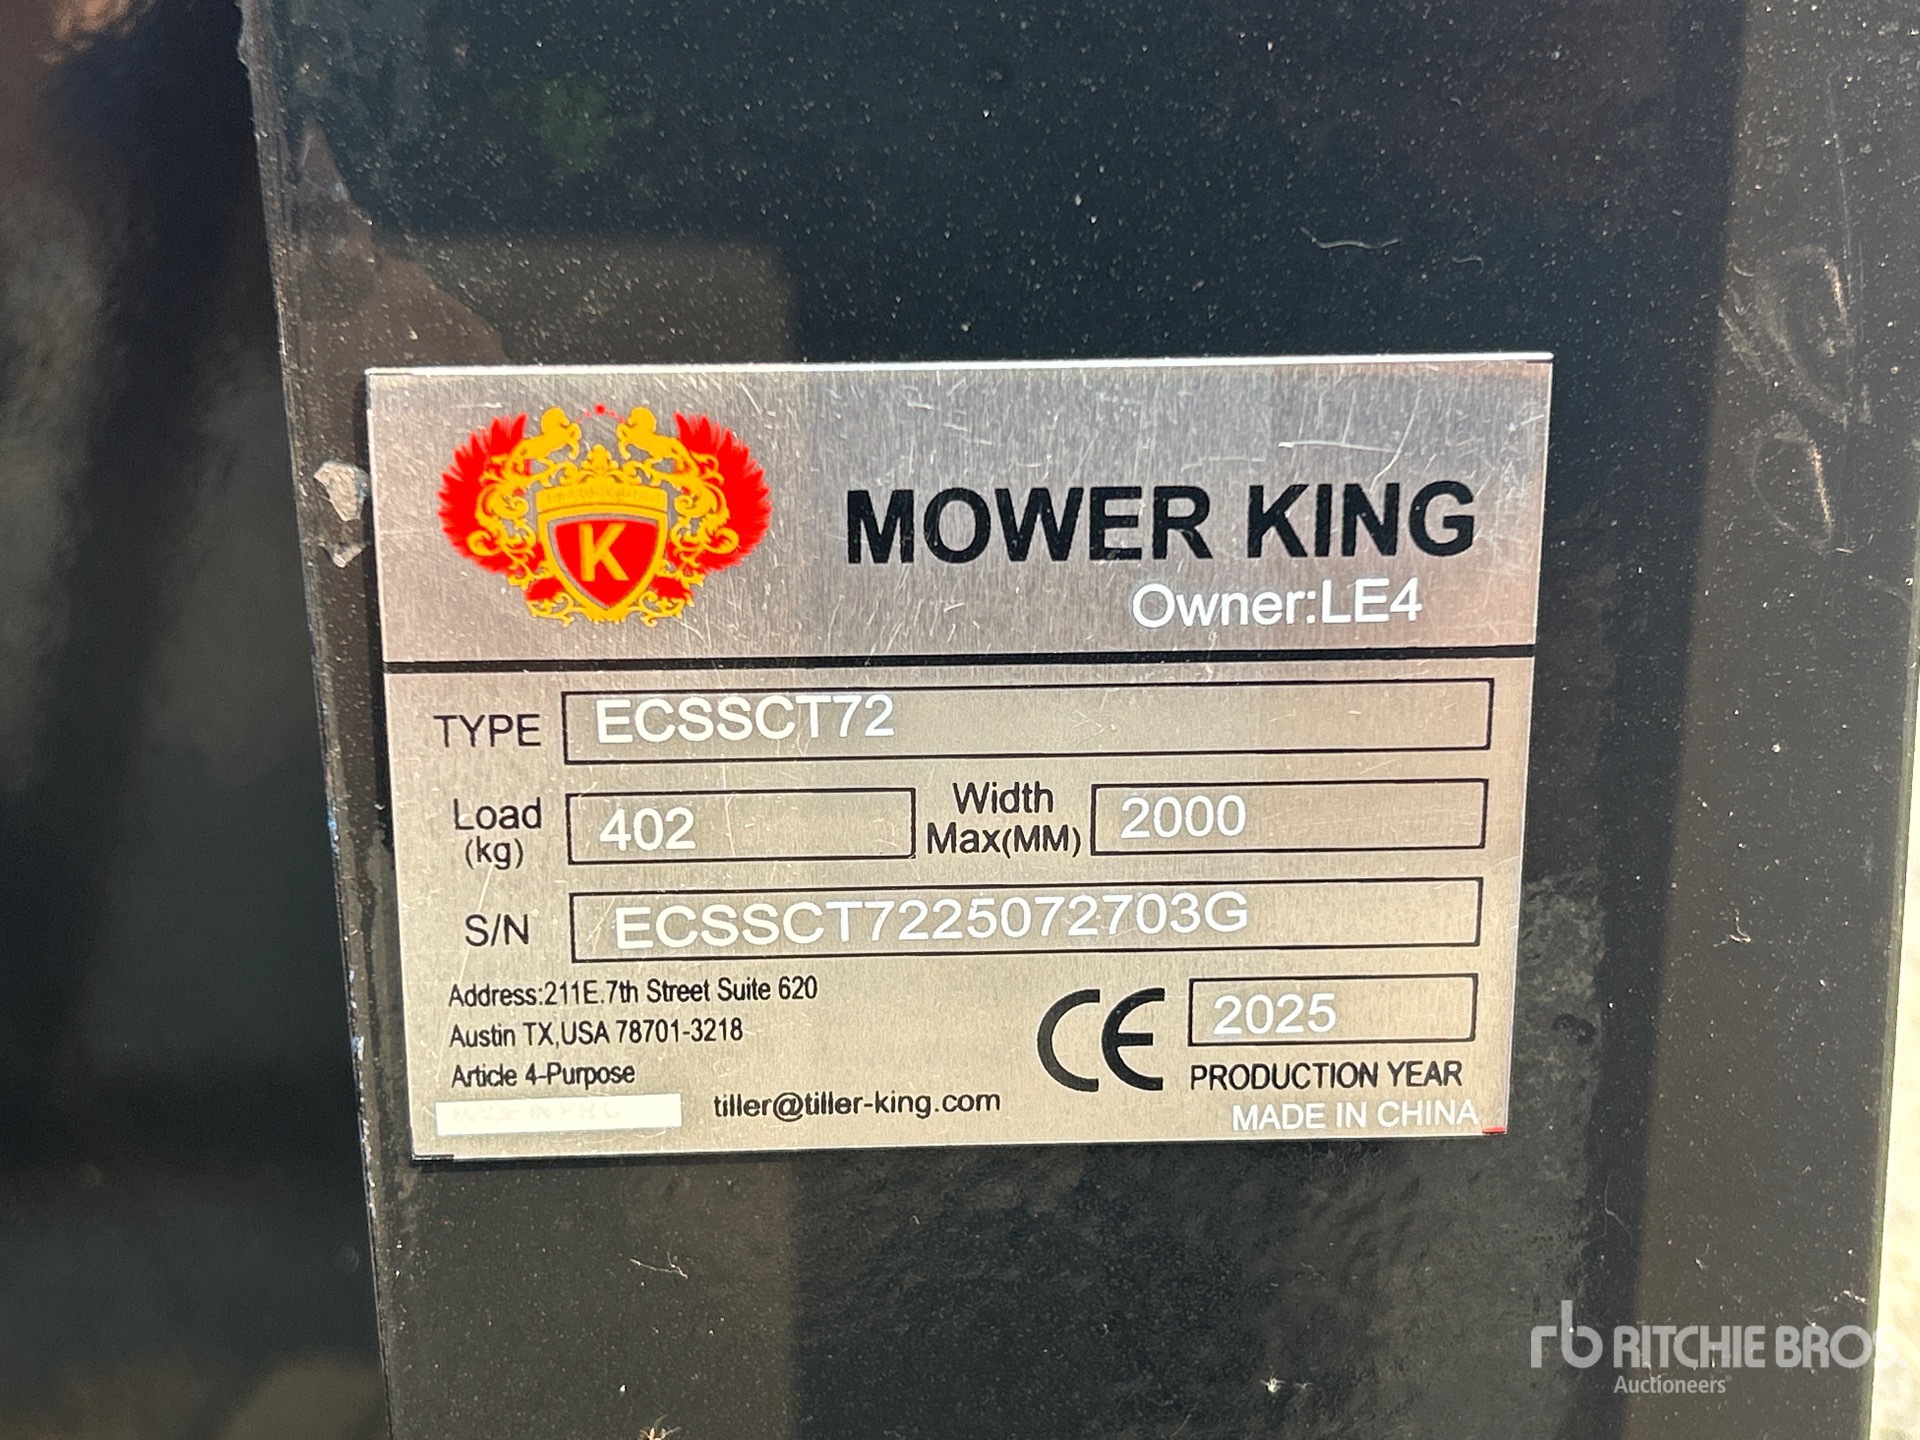 K
MOWER KING
Owner:LE4
TYPE ECSSCT72
Load (kg) 402 Width Max(MM) 2000
S/N ECSSCT7225072703G
Address:211E.7th Street Suite 620
Austin TX,USA 78701-3218
Article 4-Purpose
tiller@tiller-king.com
CE 2025
PRODUCTION YEAR
MADE IN CHINA
rb RITCHIE BROS
Auctioneers